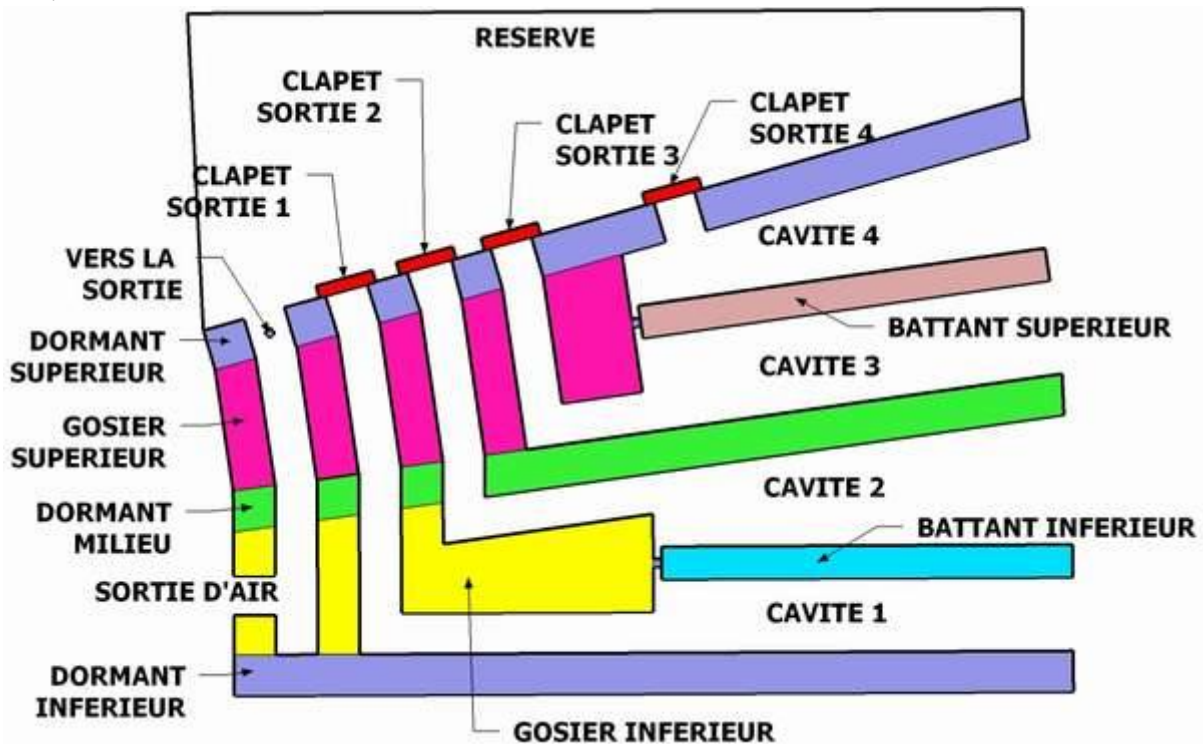 RESERVE
CLAPET
SORTIE 2
CLAPET
SORTIE 4
CLAPET
SORTIE 3
CLAPET
SORTIE 1
VERS LA
SORTIE
CAVITE 4
DORMANT
SUPERIEUR
BATTANT SUPERIEUR
CAVITE 3
GOSIER
SUPERIEUR
CAVITE 2
DORMANT
MILIEU
BATTANT INFERIEUR
SORTIE D'AIR
CAVITE 1
DORMANT
INFERIEUR
GOSIER INFERIEUR